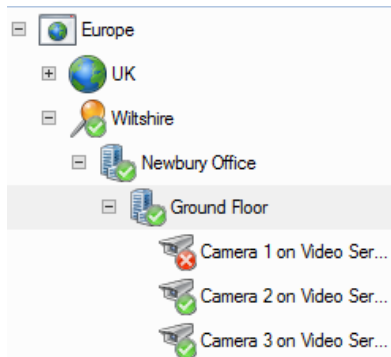 Europe
UK
Wiltshire
Newbury Office
Ground Floor
Camera 1 on Video Ser...
Camera 2 on Video Ser...
Camera 3 on Video Ser...